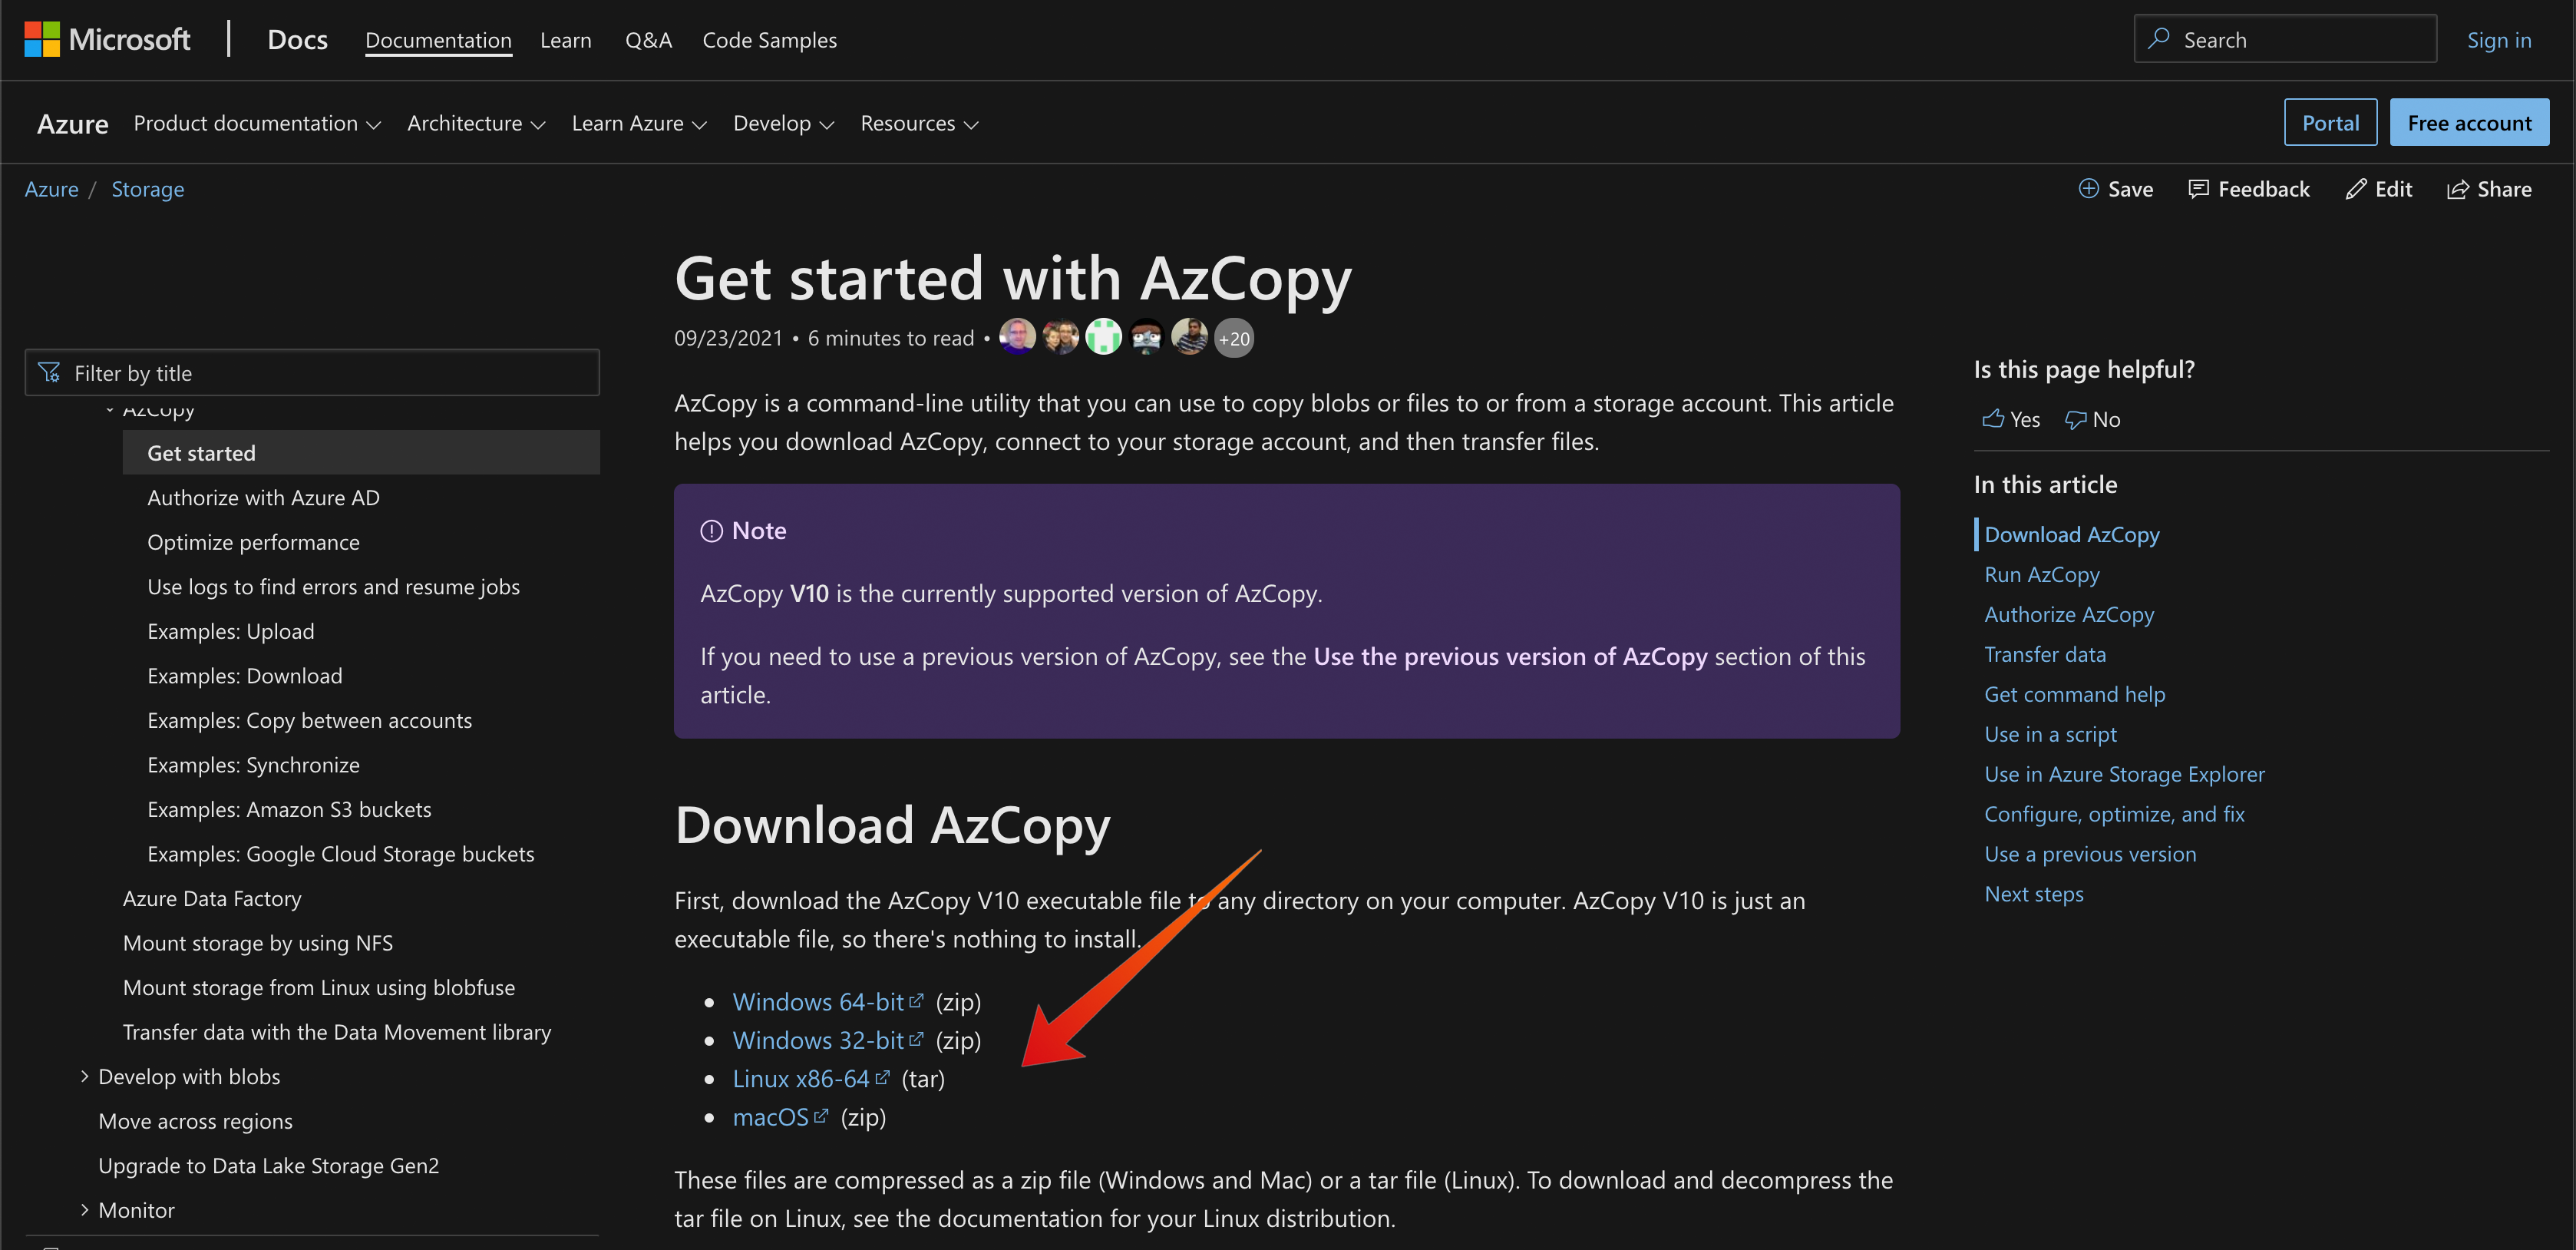 Microsoft
Docs
Documentation
Learn
Q&A
Code Samples
Search
Sign in
Azure
Product documentation
Architecture
Learn Azure
Develop
Resources
Portal
Free account
Azure / Storage
Save
Feedback
Edit
Share
Filter by title
AzCopy
Get started
Authorize with Azure AD
Optimize performance
Use logs to find errors and resume jobs
Examples: Upload
Examples: Download
Examples: Copy between accounts
Examples: Synchronize
Examples: Amazon S3 buckets
Examples: Google Cloud Storage buckets
Azure Data Factory
Mount storage by using NFS
Mount storage from Linux using blobfuse
Transfer data with the Data Movement library
Develop with blobs
Move across regions
Upgrade to Data Lake Storage Gen2
Monitor
Get started with AzCopy
09/23/2021 • 6 minutes to read • +20
AzCopy is a command-line utility that you can use to copy blobs or files to or from a storage account. This article
helps you download AzCopy, connect to your storage account, and then transfer files.
Note
AzCopy V10 is the currently supported version of AzCopy.
If you need to use a previous version of AzCopy, see the Use the previous version of AzCopy section of this
article.
Download AzCopy
First, download the AzCopy V10 executable file to any directory on your computer. AzCopy V10 is just an
executable file, so there's nothing to install.
• Windows 64-bit (zip)
• Windows 32-bit (zip)
• Linux x86-64 (tar)
• macOS (zip)
These files are compressed as a zip file (Windows and Mac) or a tar file (Linux). To download and decompress the
tar file on Linux, see the documentation for your Linux distribution.
Is this page helpful?
Yes
No
In this article
Download AzCopy
Run AzCopy
Authorize AzCopy
Transfer data
Get command help
Use in a script
Use in Azure Storage Explorer
Configure, optimize, and fix
Use a previous version
Next steps